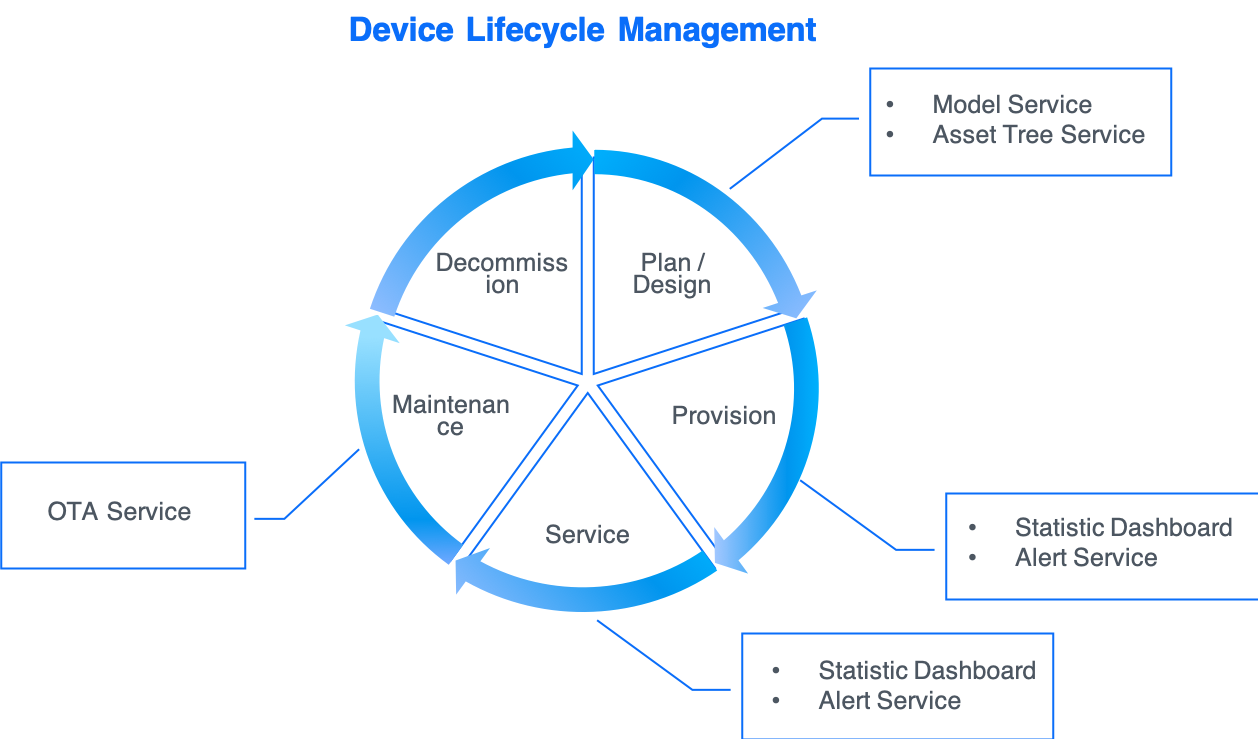 Device Lifecycle Management
• Model Service
• Asset Tree Service
Decommiss
ion
Plan /
Design
Maintenan
ce
Provision
OTA Service
Service
• Statistic Dashboard
• Alert Service
• Statistic Dashboard
• Alert Service